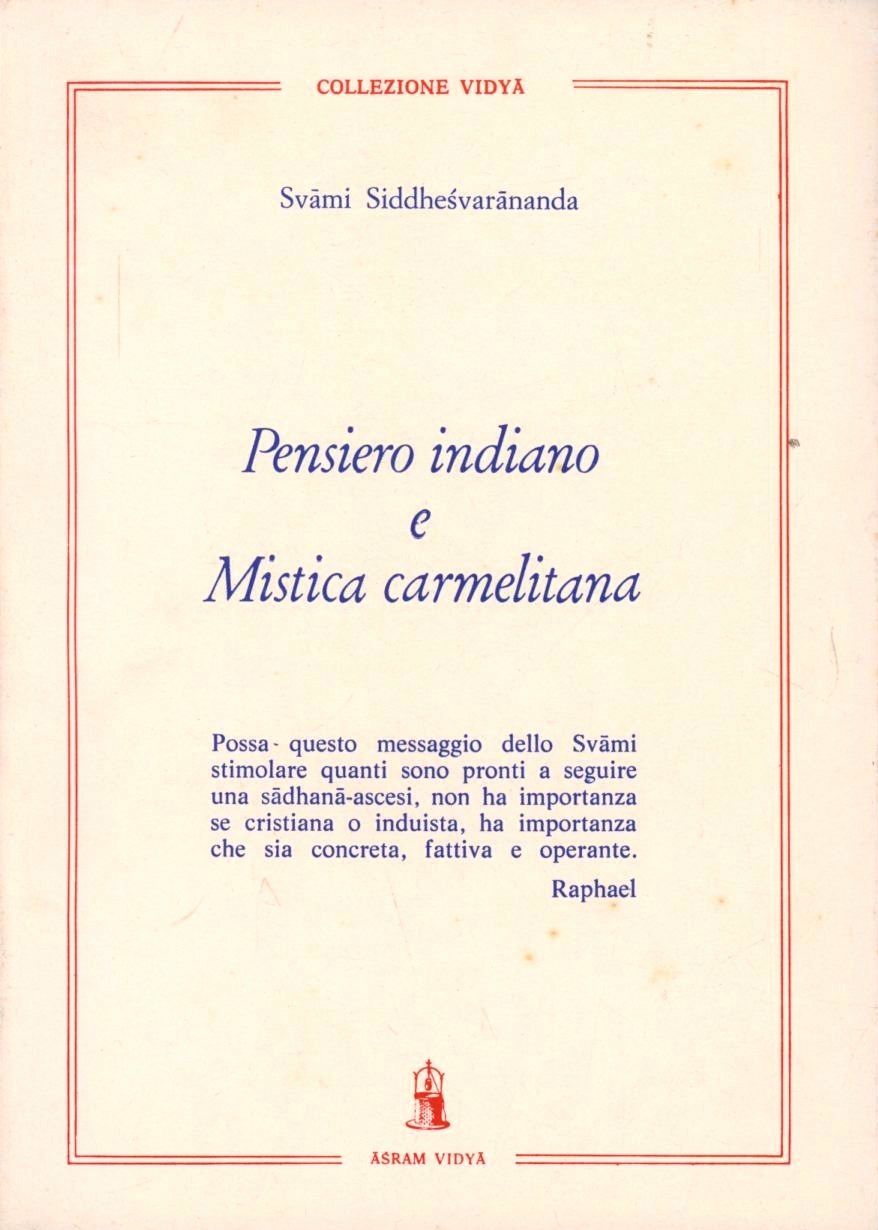 COLLEZIONE VIDYĀ
Svāmi Siddheśvarānanda
Pensiero indiano
e
Mistica carmelitana
Possa questo messaggio dello Svāmi
stimolare quanti sono pronti a seguire
una sādhanā-ascesi, non ha importanza
se cristiana o induista, ha importanza
che sia concreta, fattiva e operante.
Raphael
ĀŚRAM VIDYĀ